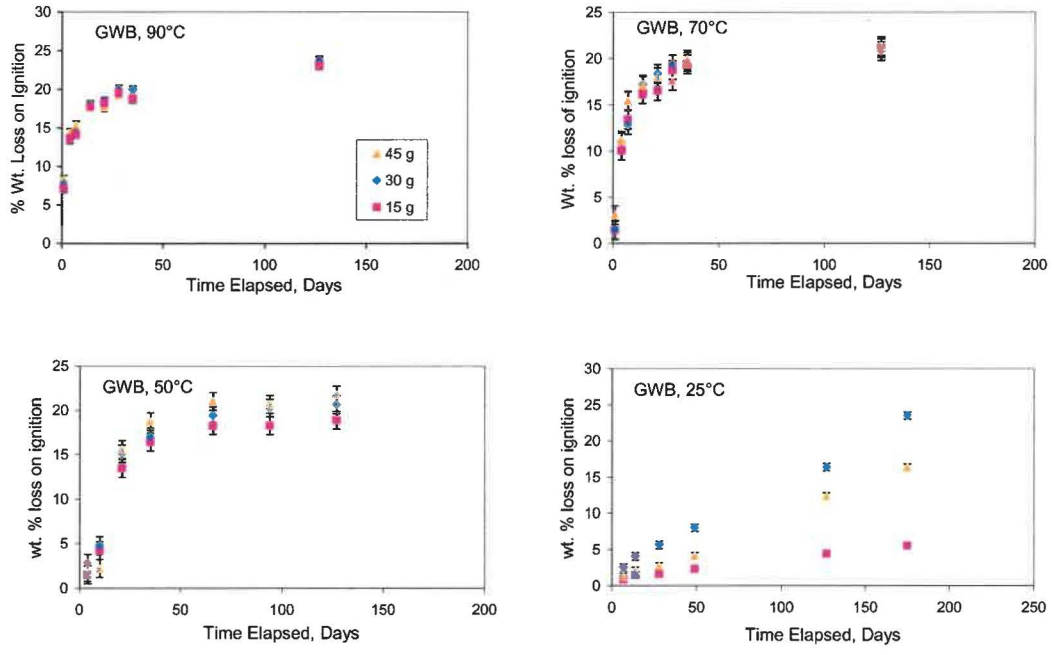 GWB, 90°C
% Wt. Loss on Ignition
30
25
20
15
10
5
0
45 g
30 g
15 g
0 50 100 150 200
Time Elapsed, Days
GWB, 70°C
Wt. % loss of ignition
25
20
15
10
5
0
0 50 100 150 200
Time Elapsed, Days
GWB, 50°C
wt. % loss on ignition
25
20
15
10
5
0
0 50 100 150 200
Time Elapsed, Days
GWB, 25°C
wt. % loss on ignition
30
25
20
15
10
5
0
0 50 100 150 200 250
Time Elapsed, Days